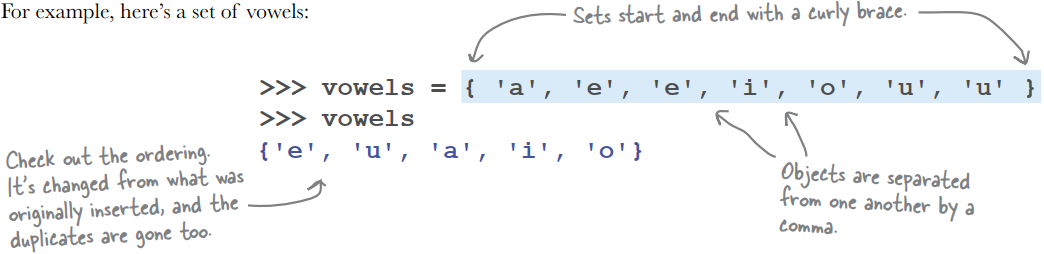 For example, here's a set of vowels:
Sets start and end with a curly brace.
>>> vowels = { 'a', 'e', 'e', 'i', 'o', 'u', 'u' }
>>> vowels
{'e', 'u', 'a', 'i', 'o'}
Check out the ordering.
It's changed from what was
originally inserted, and the
duplicates are gone too.
Objects are separated
from one another by a
comma.